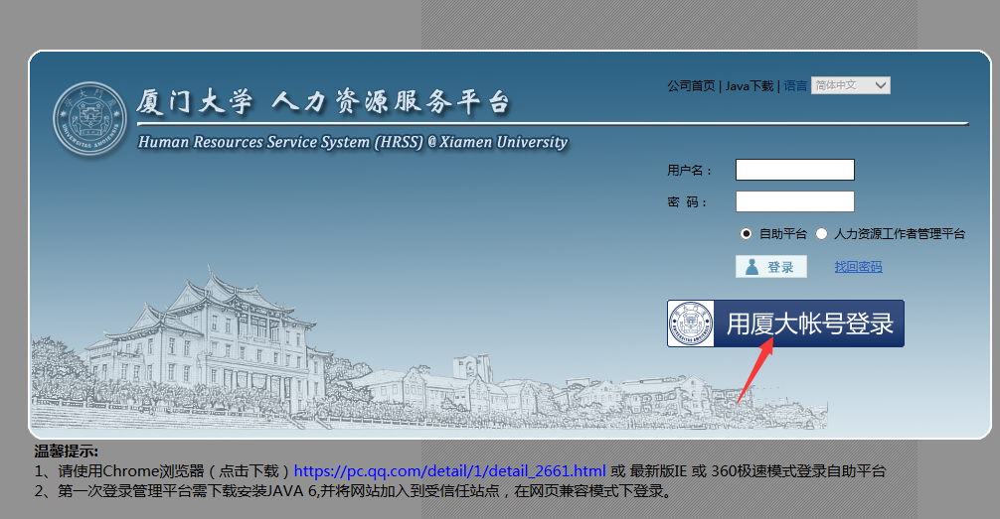 厦门大学 人力资源服务平台
Human Resources Service System (HRSS) @ Xiamen University
公司首页 | Java下载 | 语言 简体中文
用户名：
密 码：
自助平台 人力资源工作者管理平台
登录 找回密码
用厦大帐号登录
温馨提示:
1、请使用Chrome浏览器（点击下载）https://pc.qq.com/detail/1/detail_2661.html 或 最新版IE 或 360极速模式登录自助平台
2、第一次登录管理平台需下载安装JAVA 6,并将网站加入到受信任站点，在网页兼容模式下登录。